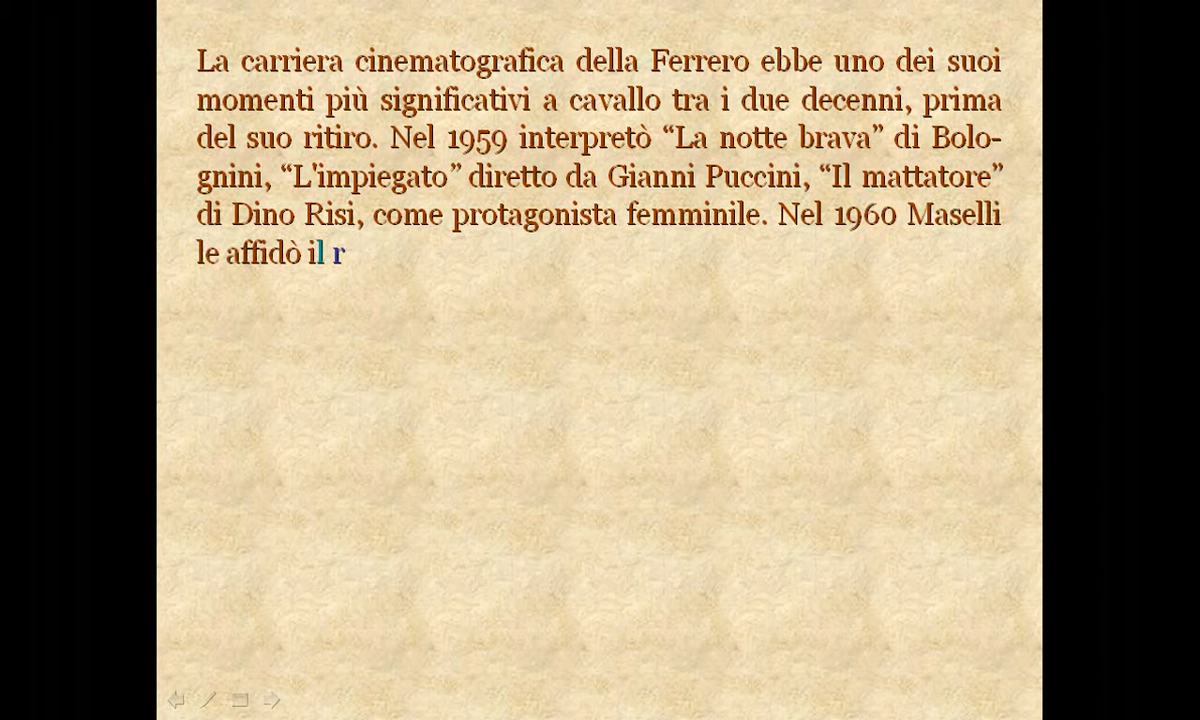 La carriera cinematografica della Ferrero ebbe uno dei suoi
momenti più significativi a cavallo tra i due decenni, prima
del suo ritiro. Nel 1959 interpretò “La notte brava” di Bolo-
gnini, “L'impiegato” diretto da Gianni Puccini, “Il mattatore”
di Dino Risi, come protagonista femminile. Nel 1960 Maselli
le affidò il r